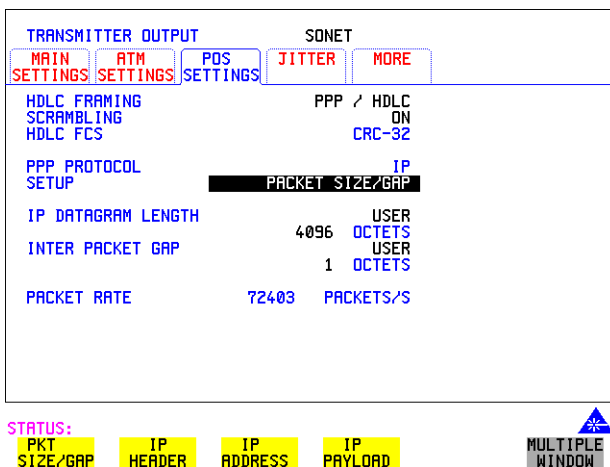 TRANSMITTER OUTPUT SONET
MAIN SETTINGS ATM SETTINGS POS SETTINGS JITTER MORE
HDLC FRAMING PPP / HDLC
SCRAMBLING ON
HDLC FCS CRC-32
PPP PROTOCOL IP
SETUP PACKET SIZE/GAP
IP DATAGRAM LENGTH USER
4096 OCTETS
INTER PACKET GAP USER
1 OCTETS
PACKET RATE 72403 PACKETS/S
STATUS:
PKT SIZE/GAP IP HEADER IP ADDRESS IP PAYLOAD MULTIPLE WINDOW